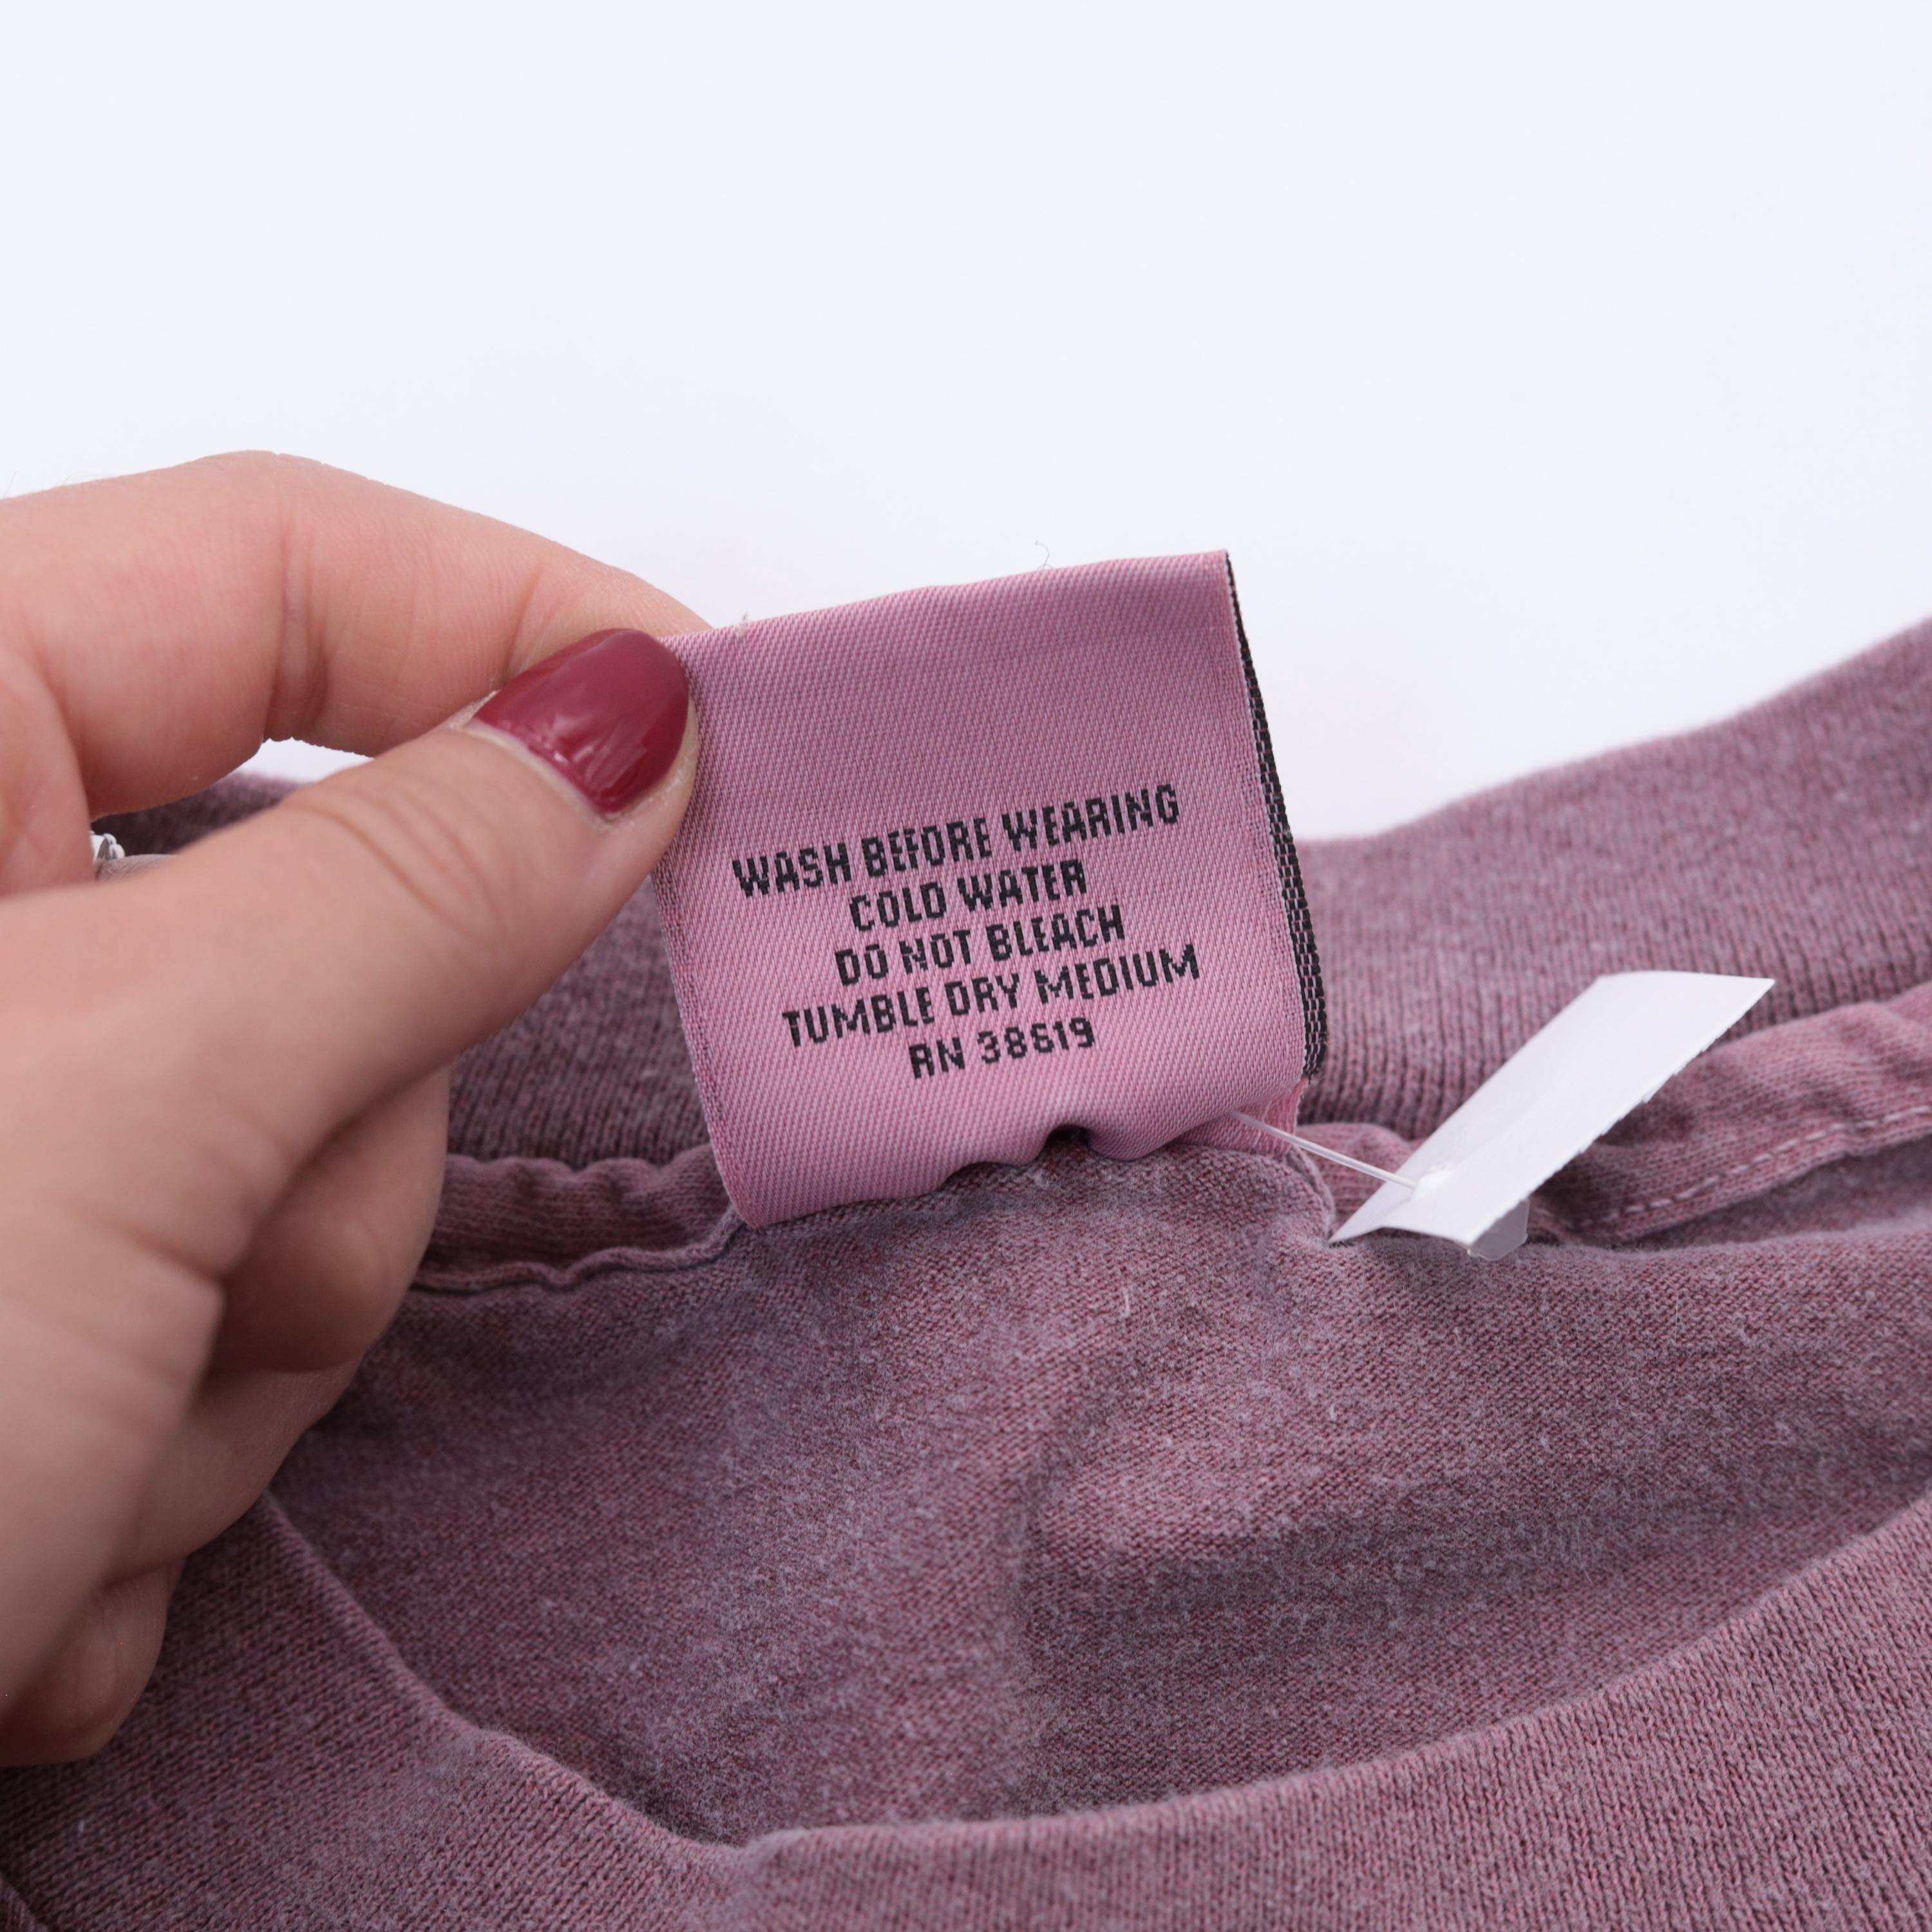 WASH BEFORE WEARING
COLD WATER
DO NOT BLEACH
TUMBLE DRY MEDIUM
RN 38619